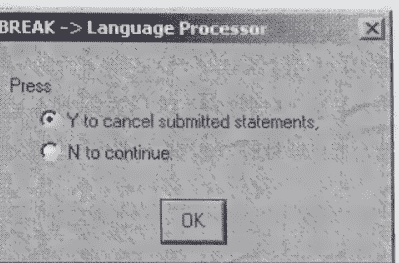 BREAK -> Language Processor
Press
Y to cancel submitted statements,
N to continue.
OK